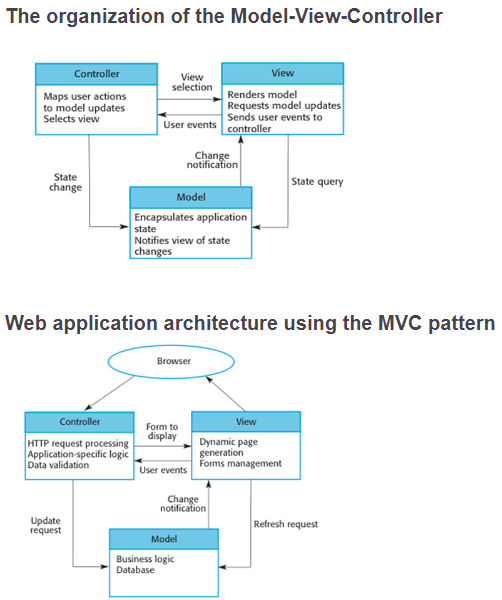 The organization of the Model-View-Controller
Controller
Maps user actions
to model updates
Selects view
View
selection
User events
View
Renders model
Requests model updates
Sends user events to
controller
State
change
Change
notification
State query
Model
Encapsulates application
state
Notifies view of state
changes
Web application architecture using the MVC pattern
Browser
Controller
HTTP request processing
Application-specific logic
Data validation
Form to
display
User events
View
Dynamic page
generation
Forms management
Update
request
Change
notification
Refresh request
Model
Business logic
Database